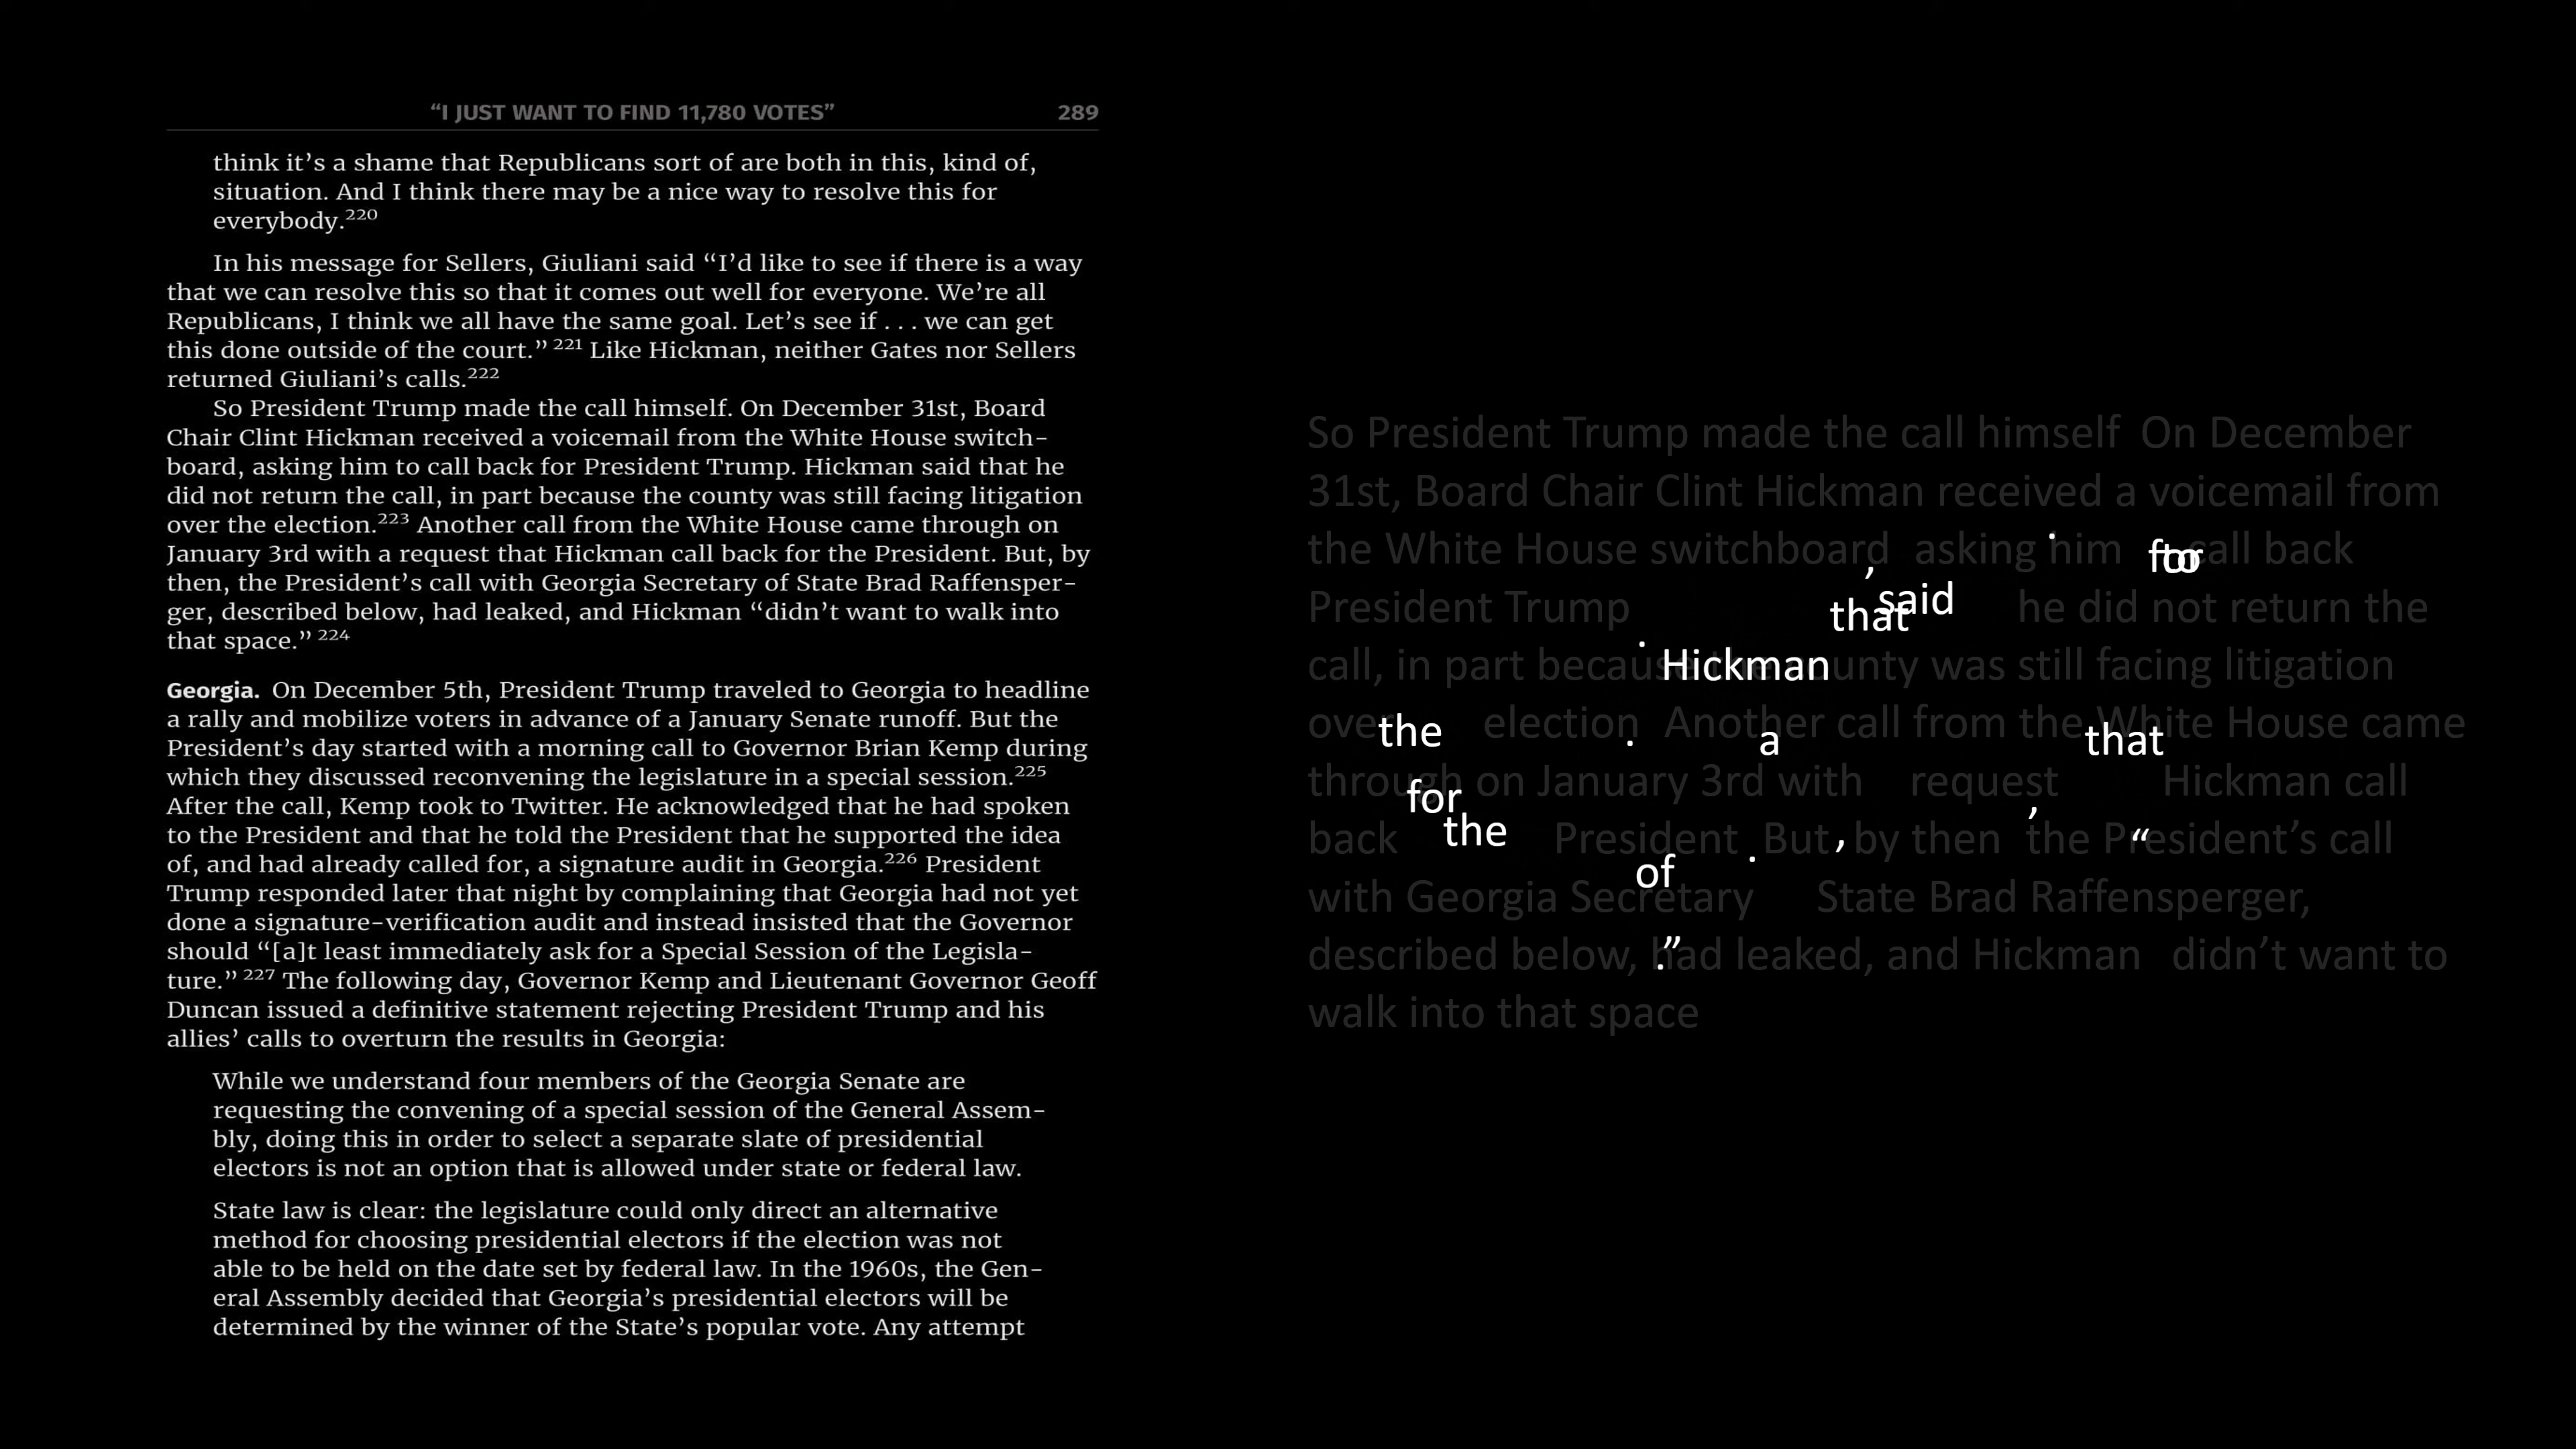 “I JUST WANT TO FIND 11,780 VOTES” 289
think it’s a shame that Republicans sort of are both in this, kind of,
situation. And I think there may be a nice way to resolve this for
everybody.220
In his message for Sellers, Giuliani said “I’d like to see if there is a way
that we can resolve this so that it comes out well for everyone. We’re all
Republicans, I think we all have the same goal. Let’s see if . . . we can get
this done outside of the court.” 221 Like Hickman, neither Gates nor Sellers
returned Giuliani’s calls.222
So President Trump made the call himself. On December 31st, Board
Chair Clint Hickman received a voicemail from the White House switch-
board, asking him to call back for President Trump. Hickman said that he
did not return the call, in part because the county was still facing litigation
over the election.223 Another call from the White House came through on
January 3rd with a request that Hickman call back for the President. But, by
then, the President’s call with Georgia Secretary of State Brad Raffensper-
ger, described below, had leaked, and Hickman “didn’t want to walk into
that space.” 224
Georgia. On December 5th, President Trump traveled to Georgia to headline
a rally and mobilize voters in advance of a January Senate runoff. But the
President’s day started with a morning call to Governor Brian Kemp during
which they discussed reconvening the legislature in a special session.225
After the call, Kemp took to Twitter. He acknowledged that he had spoken
to the President and that he told the President that he supported the idea
of, and had already called for, a signature audit in Georgia.226 President
Trump responded later that night by complaining that Georgia had not yet
done a signature-verification audit and instead insisted that the Governor
should “[a]t least immediately ask for a Special Session of the Legisla-
ture.” 227 The following day, Governor Kemp and Lieutenant Governor Geoff
Duncan issued a definitive statement rejecting President Trump and his
allies’ calls to overturn the results in Georgia:
While we understand four members of the Georgia Senate are
requesting the convening of a special session of the General Assem-
bly, doing this in order to select a separate slate of presidential
electors is not an option that is allowed under state or federal law.
State law is clear: the legislature could only direct an alternative
method for choosing presidential electors if the election was not
able to be held on the date set by federal law. In the 1960s, the Gen-
eral Assembly decided that Georgia’s presidential electors will be
determined by the winner of the State’s popular vote. Any attempt
So President Trump made the call himself On December
31st, Board Chair Clint Hickman received a voicemail from
the White House switchboard asking him . for to call back
, said
President Trump that he did not return the
. Hickman
call, in part because the county was still facing litigation
over the election . Another a call from the that White House came
through on January 3rd with request Hickman call
for ,
back the President . But , by then the President’s call “
of
with Georgia Secretary State Brad Raffensperger,
described below, had leaked, and Hickman didn’t want to
.”
walk into that space